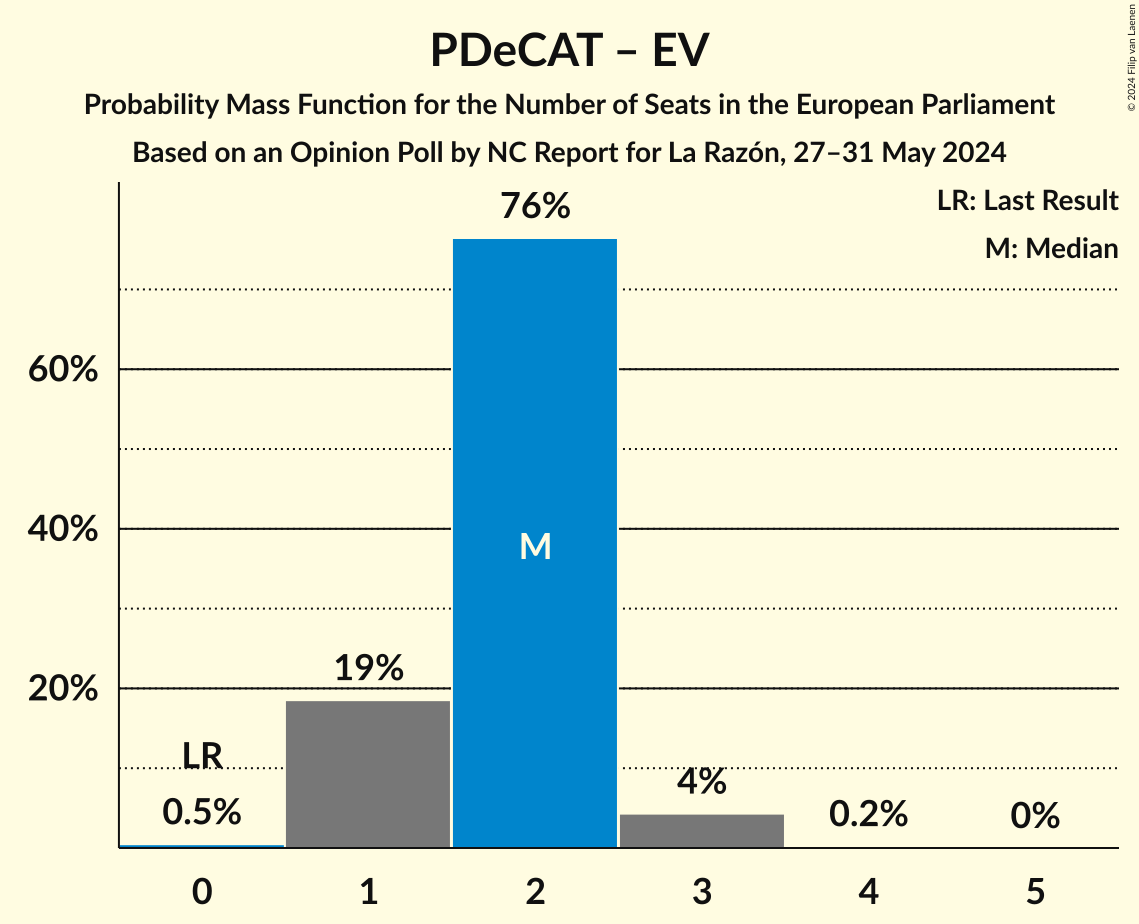 PDeCAT – EV
Probability Mass Function for the Number of Seats in the European Parliament
Based on an Opinion Poll by NC Report for La Razón, 27–31 May 2024
© 2024 Filip van Laenen
LR: Last Result
M: Median
76%
60%
40%
M
19%
20%
LR
0.5%
4%
0.2%
0%
0 1 2 3 4 5